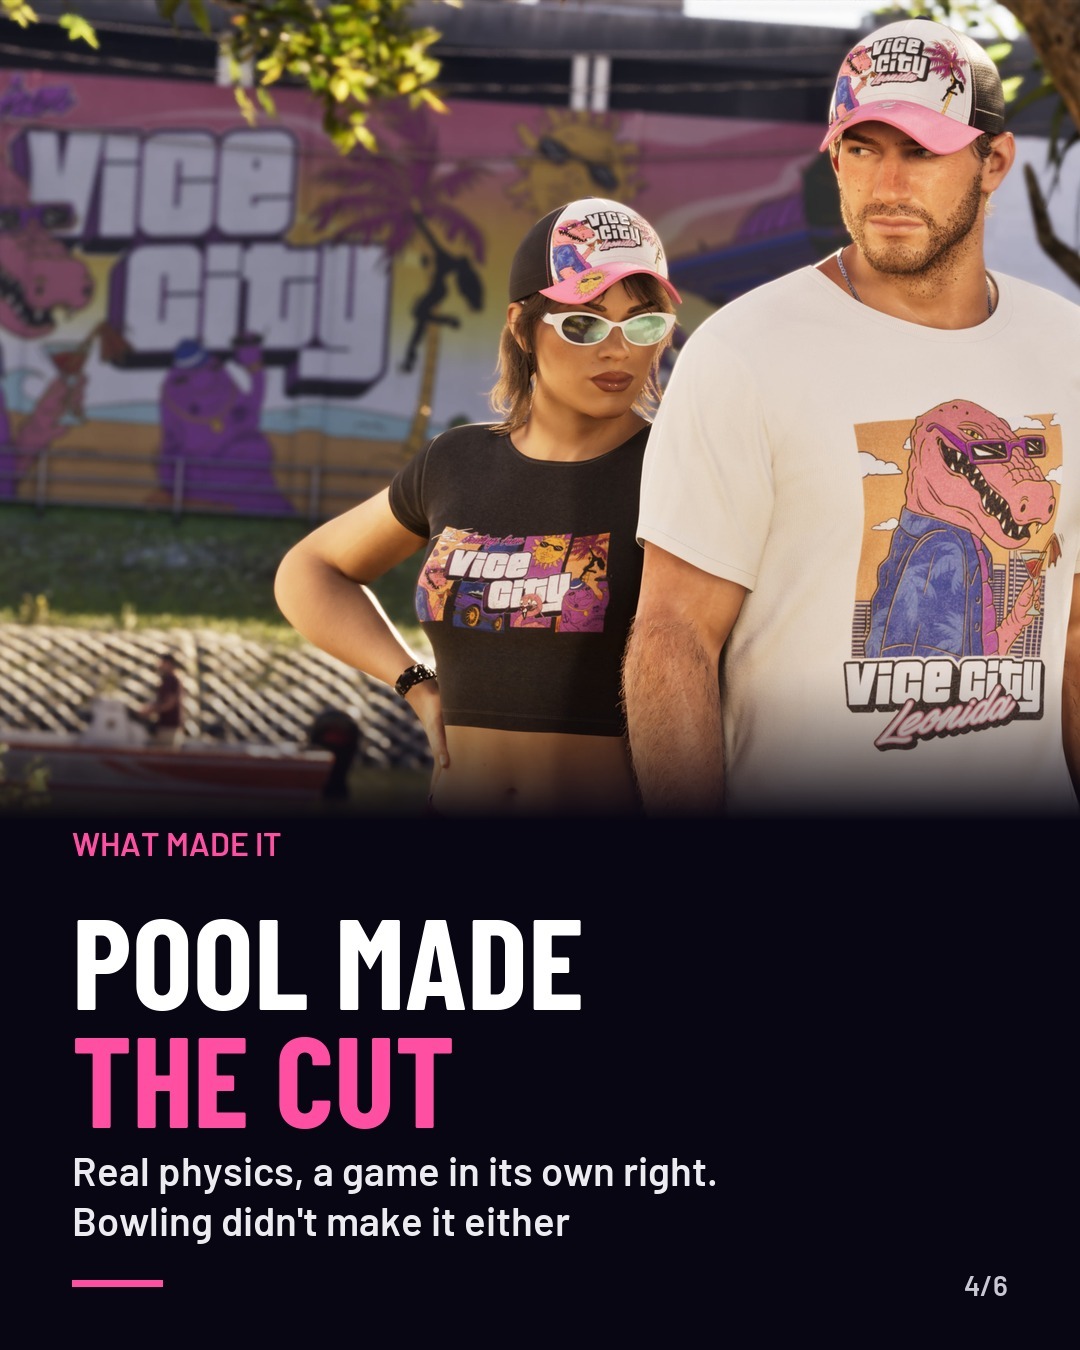 Vice
City
Vice
City
Leonida
Vice
City
Leonida
Vice
City
Vice City
Leonida
WHAT MADE IT
POOL MADE
THE CUT
Real physics, a game in its own right.
Bowling didn't make it either
4/6